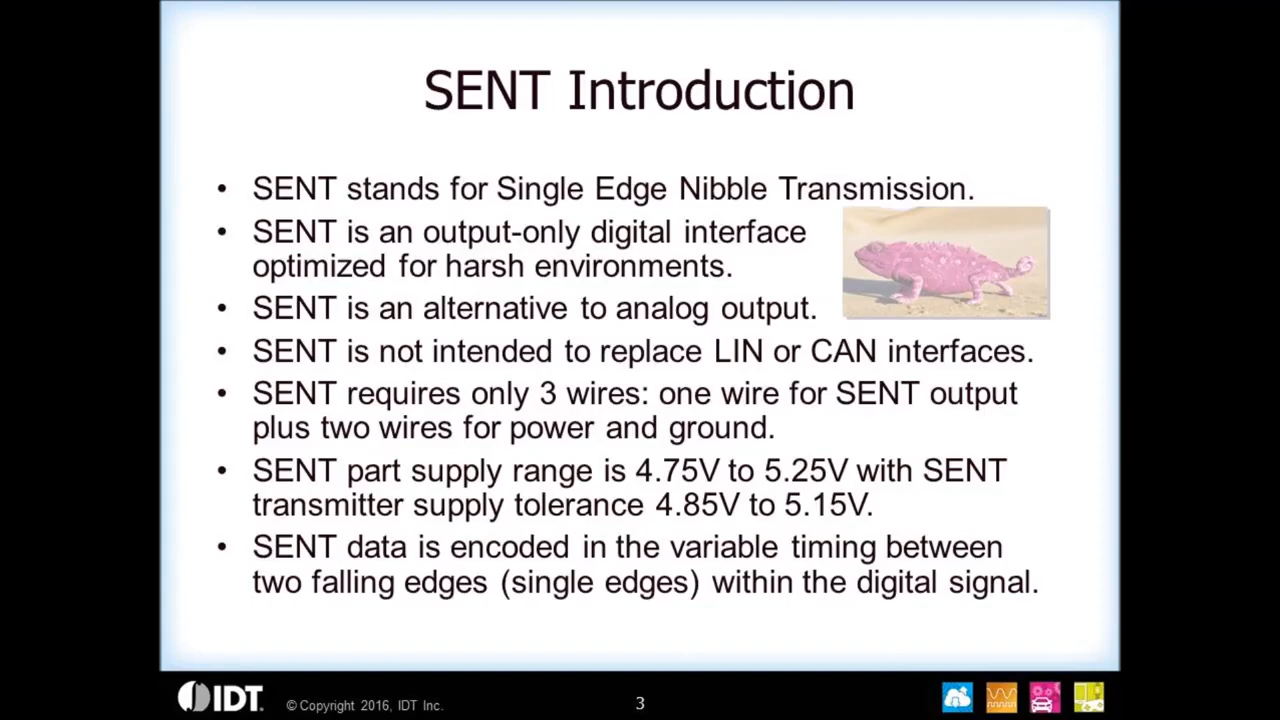 SENT Introduction
• SENT stands for Single Edge Nibble Transmission.
• SENT is an output-only digital interface
optimized for harsh environments.
• SENT is an alternative to analog output.
• SENT is not intended to replace LIN or CAN interfaces.
• SENT requires only 3 wires: one wire for SENT output
plus two wires for power and ground.
• SENT part supply range is 4.75V to 5.25V with SENT
transmitter supply tolerance 4.85V to 5.15V.
• SENT data is encoded in the variable timing between
two falling edges (single edges) within the digital signal.
IDT. © Copyright 2016, IDT Inc. 3